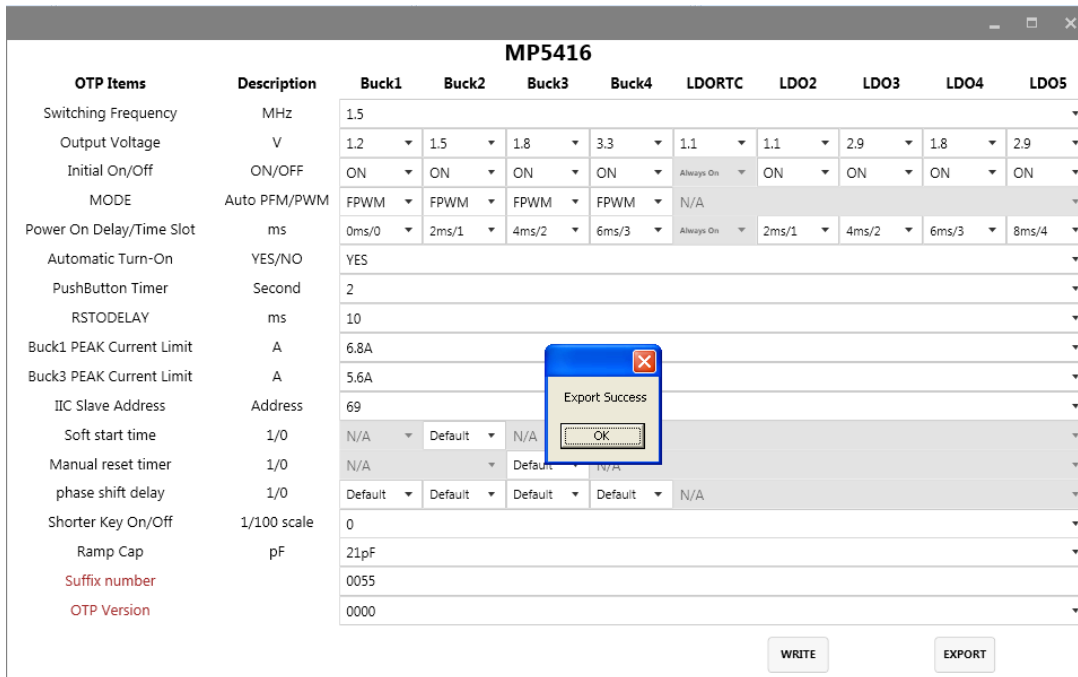 MP5416
OTP Items Description Buck1 Buck2 Buck3 Buck4 LDORTC LDO2 LDO3 LDO4 LDO5
Switching Frequency MHz 1.5
Output Voltage V 1.2 1.5 1.8 3.3 1.1 1.1 2.9 1.8 2.9
Initial On/Off ON/OFF ON ON ON ON Always On ON ON ON ON
MODE Auto PFM/PWM FPWM FPWM FPWM FPWM N/A
Power On Delay/Time Slot ms 0ms/0 2ms/1 4ms/2 6ms/3 Always On 2ms/1 4ms/2 6ms/3 8ms/4
Automatic Turn-On YES/NO YES
PushButton Timer Second 2
RSTODELAY ms 10
Buck1 PEAK Current Limit A 6.8A
Buck3 PEAK Current Limit A 5.6A
Export Success
IIC Slave Address Address 69
Soft start time 1/0 N/A Default N/A
OK
Manual reset timer 1/0 N/A Default N/A
phase shift delay 1/0 Default Default Default Default N/A
Shorter Key On/Off 1/100 scale 0
Ramp Cap pF 21pF
Suffix number 0055
OTP Version 0000
WRITE EXPORT